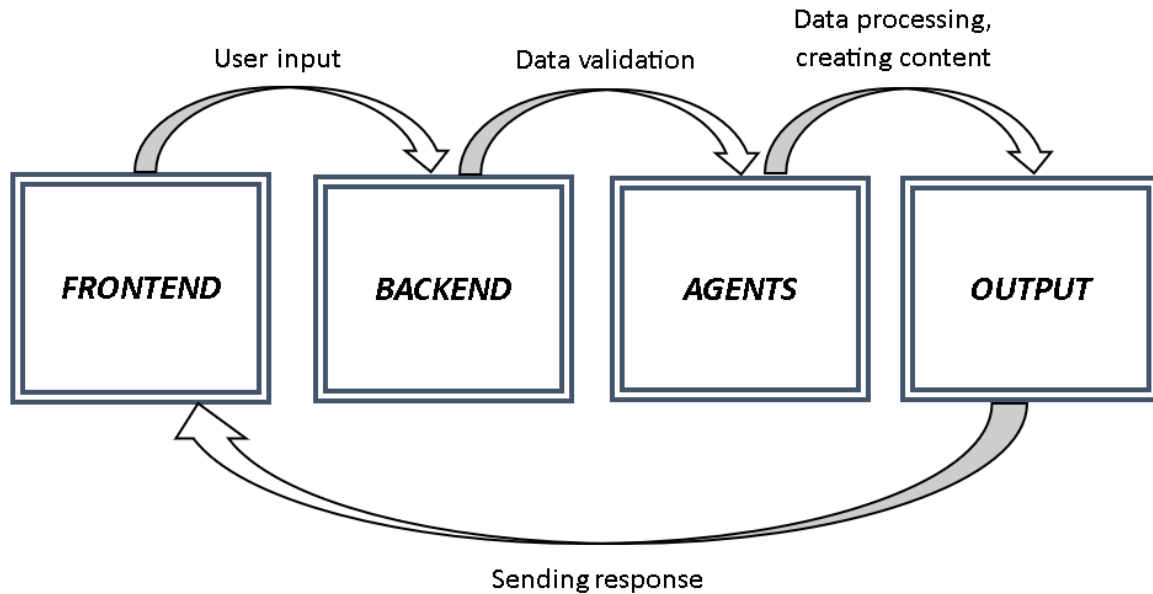 User input
Data validation
Data processing,
creating content
FRONTEND
BACKEND
AGENTS
OUTPUT
Sending response